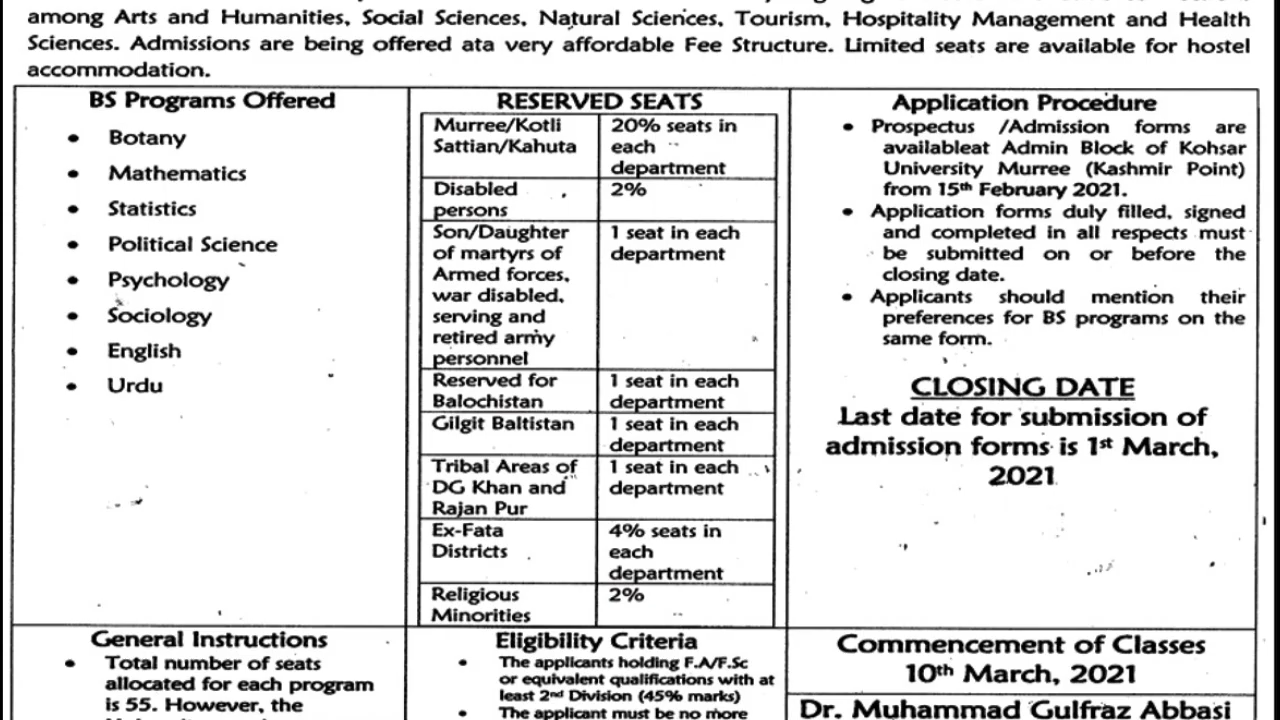 among Arts and Humanities, Social Sciences, Natural Sciences, Tourism, Hospitality Management and Health
Sciences. Admissions are being offered ata very affordable Fee Structure. Limited seats are available for hostel
accommodation.
BS Programs Offered
• Botany
• Mathematics
• Statistics
• Political Science
• Psychology
• Sociology
• English
• Urdu
RESERVED SEATS
Murree/Kotli
Sattian/Kahuta
20% seats in
each
department
Disabled
persons
2%
Son/Daughter
of martyrs of
Armed forces,
war disabled,
serving and
retired army
personnel
1 seat in each
department
Reserved for
Balochistan
1 seat in each
department
Gilgit Baltistan
1 seat in each
department
Tribal Areas of
DG Khan and
Rajan Pur
1 seat in each
department
Ex-Fata
Districts
4% seats in
each
department
Religious
Minorities
2%
Application Procedure
• Prospectus /Admission forms are
availableat Admin Block of Kohsar
University Murree (Kashmir Point)
from 15th February 2021.
• Application forms duly filled, signed
and completed in all respects must
be submitted on or before the
closing date.
• Applicants should mention their
preferences for BS programs on the
same form.
CLOSING DATE
Last date for submission of
admission forms is 1st March,
2021
General Instructions
• Total number of seats
allocated for each program
is 55. However, the
Eligibility Criteria
• The applicants holding F.A/F.Sc
or equivalent qualifications with at
least 2nd Division (45% marks)
• The applicant must be no more
Commencement of Classes
10th March, 2021
Dr. Muhammad Gulfraz Abbasi